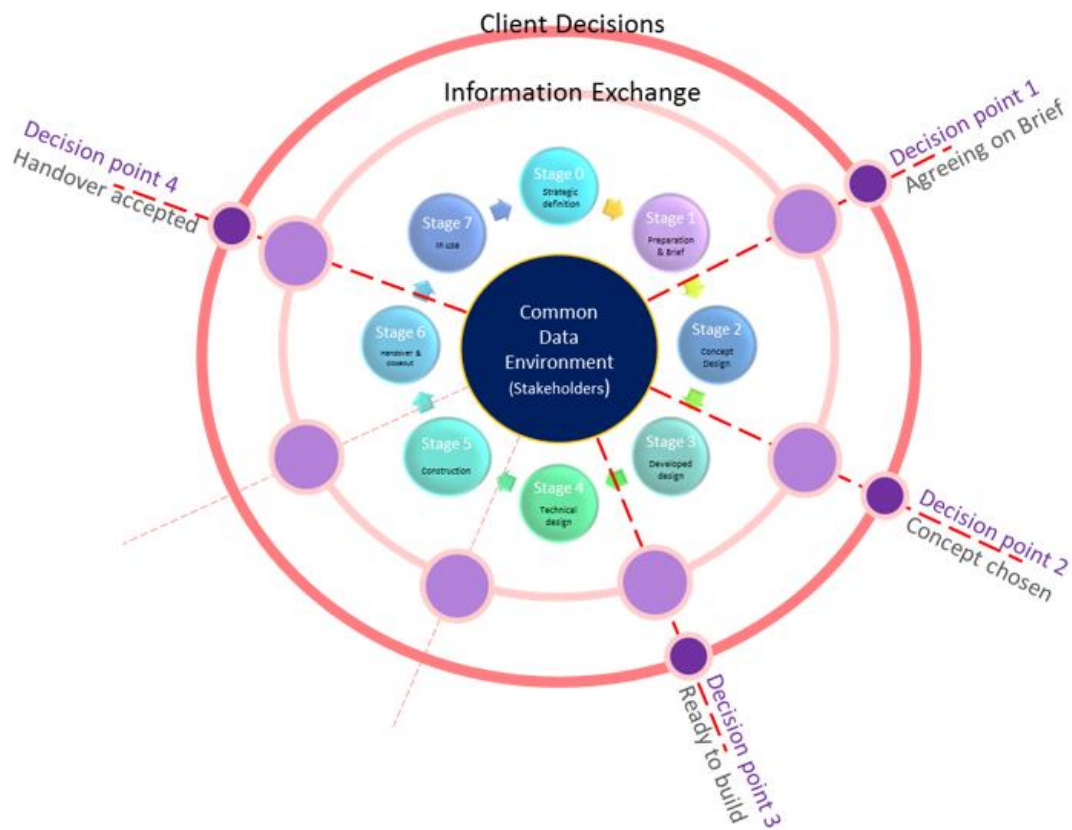 Client Decisions
Information Exchange
Decision point 1
Agreeing on Brief
Decision point 4
Handover accepted
Stage 0
Strategic
definition
Stage 1
Preparation
& Brief
Stage 7
In use
Common
Data
Environment
(Stakeholders)
Stage 2
Concept
Design
Stage 6
Handover &
closeout
Stage 3
Developed
design
Stage 5
Construction
Stage 4
Technical
design
Decision point 2
Concept chosen
Decision point 3
Ready to build